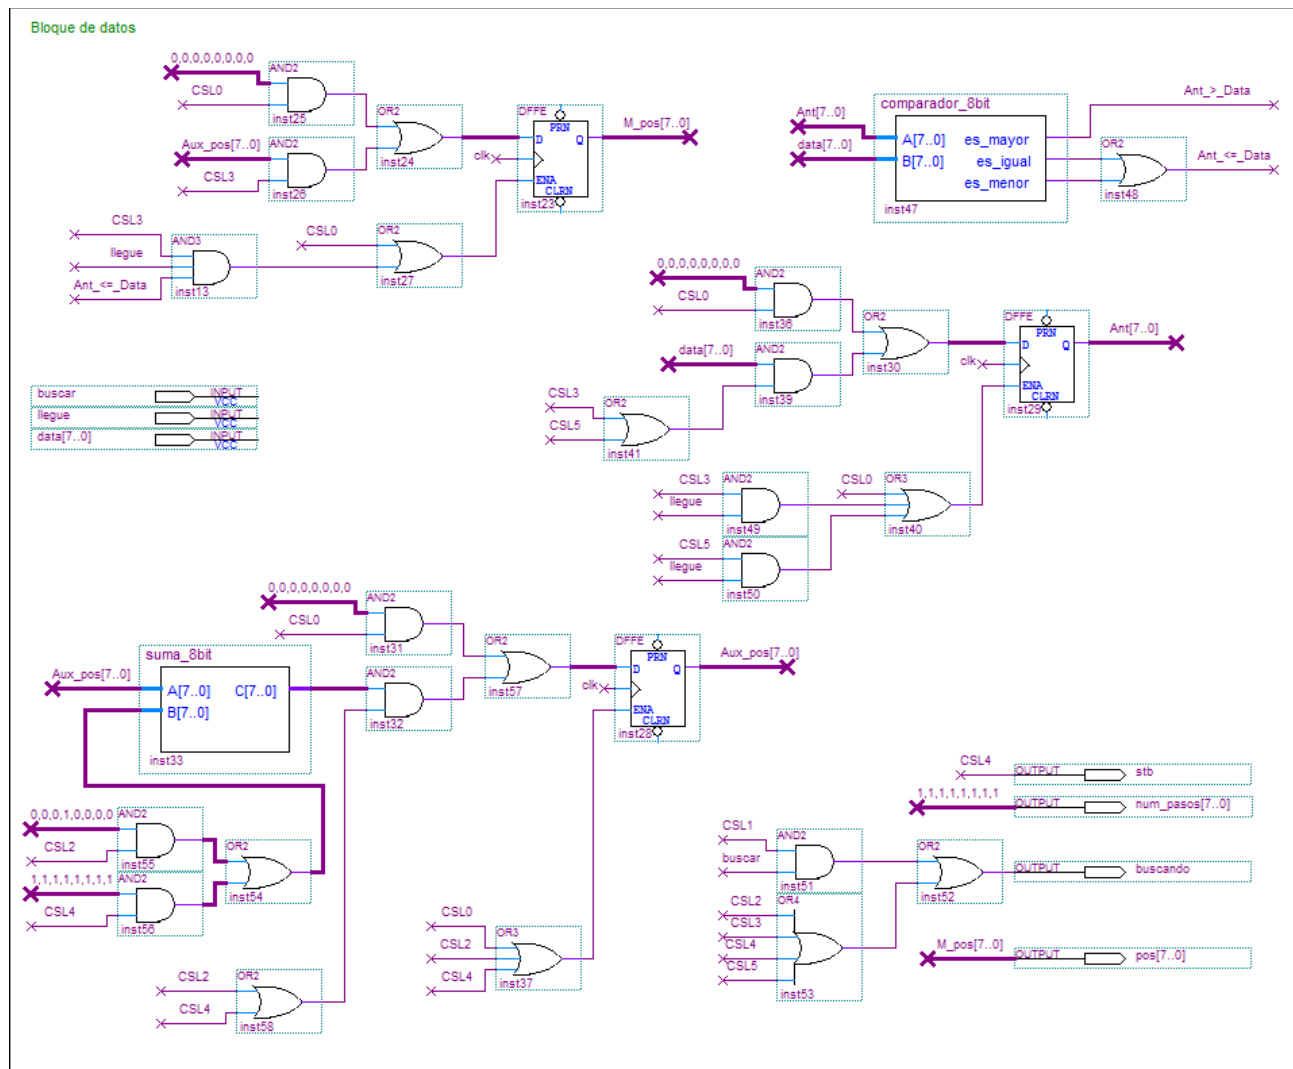 Bloque de datos
0,0,0,0,0,0,0,0
AND2
CSL0
inst25
OR2
inst24
Aux_pos[7..0]
AND2
CSL3
inst26
DFFE
PRN
D
Q
clk
ENA
CLRN
inst23
M_pos[7..0]
CSL3
AND3
llegue
Ant_<=_Data
inst13
CSL0
OR2
inst27
comparador_8bit
Ant[7..0]
A[7..0]
es_mayor
data[7..0]
B[7..0]
es_igual
es_menor
inst47
Ant_>_Data
OR2
Ant_<=_Data
inst48
0,0,0,0,0,0,0,0
AND2
CSL0
inst36
OR2
inst30
data[7..0]
AND2
inst39
CSL3
OR2
CSL5
inst41
DFFE
PRN
D
Q
clk
ENA
CLRN
inst29
Ant[7..0]
CSL3
AND2
llegue
inst49
CSL0
OR3
inst40
CSL5
AND2
llegue
inst50
buscar
INPUT
VCC
llegue
INPUT
VCC
data[7..0]
INPUT
VCC
0,0,0,0,0,0,0,0
AND2
CSL0
inst31
OR2
inst57
suma_8bit
Aux_pos[7..0]
A[7..0]
C[7..0]
B[7..0]
inst33
AND2
inst32
DFFE
PRN
D
Q
clk
ENA
CLRN
inst28
Aux_pos[7..0]
0,0,0,1,0,0,0,0
AND2
CSL2
inst55
OR2
inst54
1,1,1,1,1,1,1,1
AND2
CSL4
inst56
CSL2
OR2
CSL4
inst58
CSL0
OR3
CSL2
CSL4
inst37
CSL4
OUTPUT
stb
1,1,1,1,1,1,1,1
OUTPUT
num_pasos[7..0]
CSL1
AND2
buscar
inst51
OR2
inst52
OUTPUT
buscando
CSL2
OR4
CSL3
CSL4
CSL5
inst53
M_pos[7..0]
OUTPUT
pos[7..0]